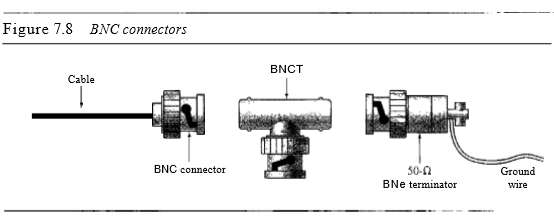 Figure 7.8 BNC connectors
BNCT
Cable
BNC connector
50-Ω
BNe terminator
Ground
wire